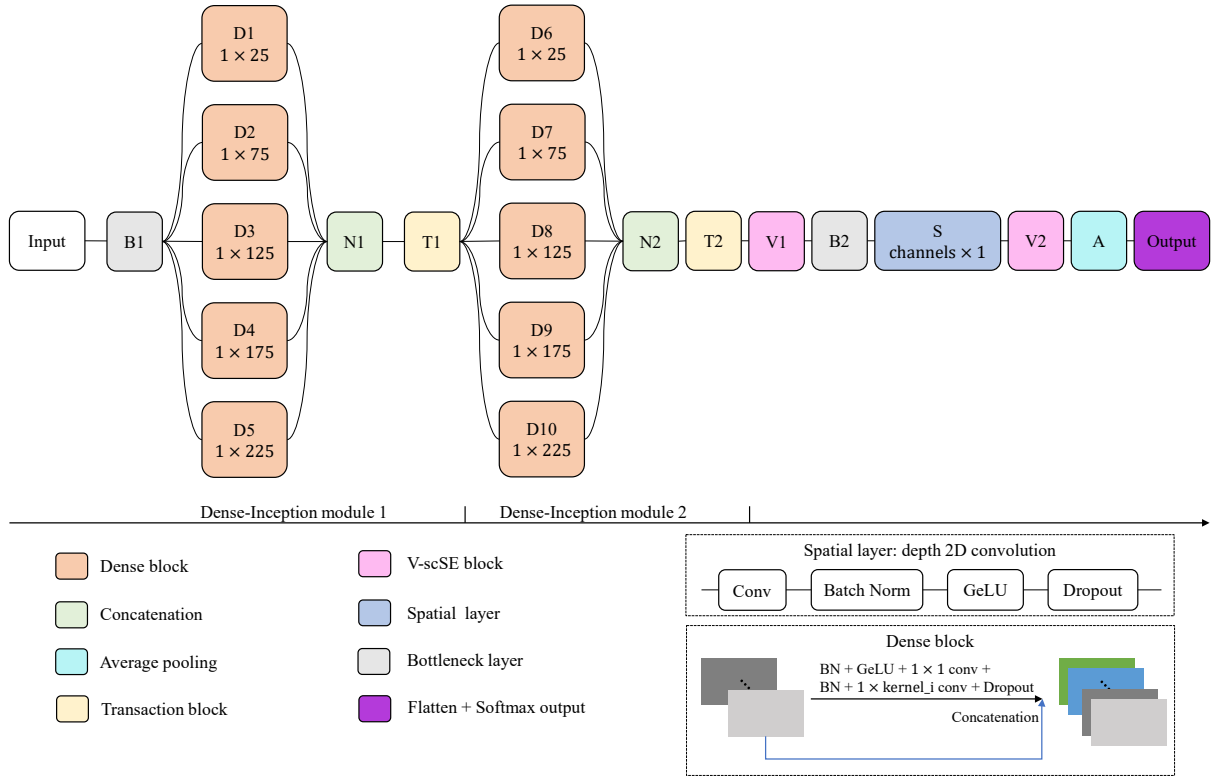 D1
1 × 25
D2
1 × 75
D3
1 × 125
D4
1 × 175
D5
1 × 225
D6
1 × 25
D7
1 × 75
D8
1 × 125
D9
1 × 175
D10
1 × 225
Input
B1
N1
T1
N2
T2
V1
B2
S
channels × 1
V2
A
Output
Dense-Inception module 1
Dense-Inception module 2
Dense block
Concatenation
Average pooling
Transaction block
V-scSE block
Spatial layer
Bottleneck layer
Flatten + Softmax output
Spatial layer: depth 2D convolution
Conv
Batch Norm
GeLU
Dropout
Dense block
BN + GeLU + 1 × 1 conv +
BN + 1 × kernel_i conv + Dropout
Concatenation